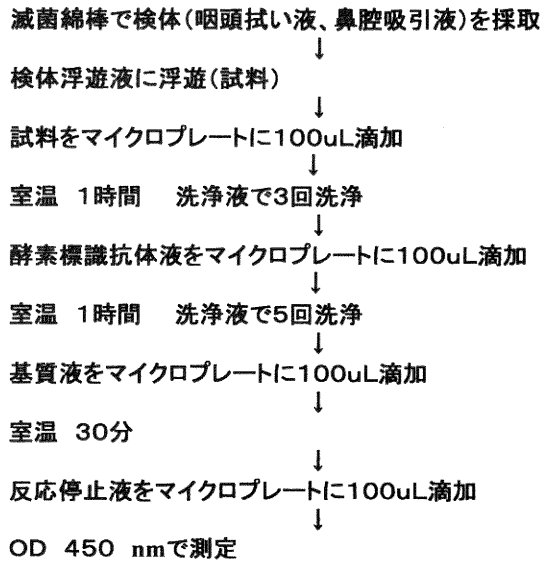 滅菌綿棒で検体(咽頭拭い液、鼻腔吸引液)を採取
↓
検体浮遊液に浮遊(試料)
↓
試料をマイクロプレートに100uL滴加
↓
室温 1時間 洗浄液で3回洗浄
↓
酵素標識抗体液をマイクロプレートに100uL滴加
↓
室温 1時間 洗浄液で5回洗浄
↓
基質液をマイクロプレートに100uL滴加
↓
室温 30分
↓
反応停止液をマイクロプレートに100uL滴加
↓
OD 450 nmで測定